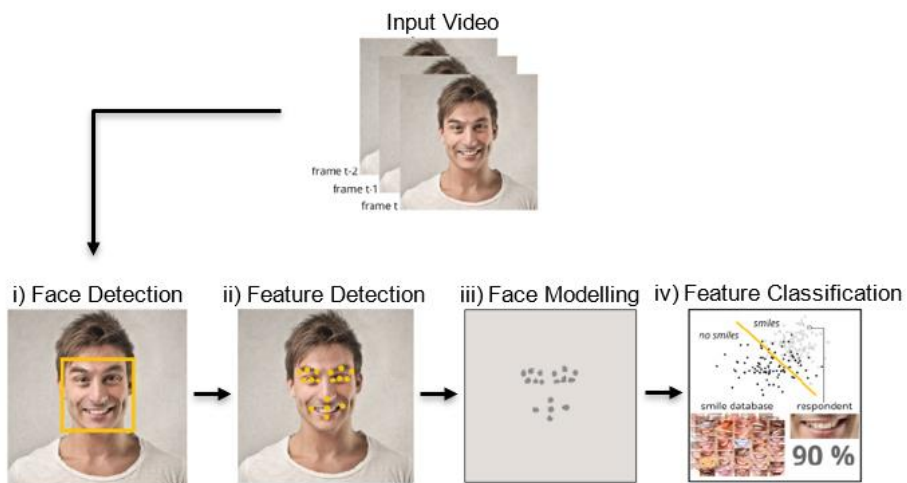 Input Video
frame t-2
frame t-1
frame t
i) Face Detection
ii) Feature Detection
iii) Face Modelling
iv) Feature Classification
smiles
no smiles
smile database
respondent
90 %